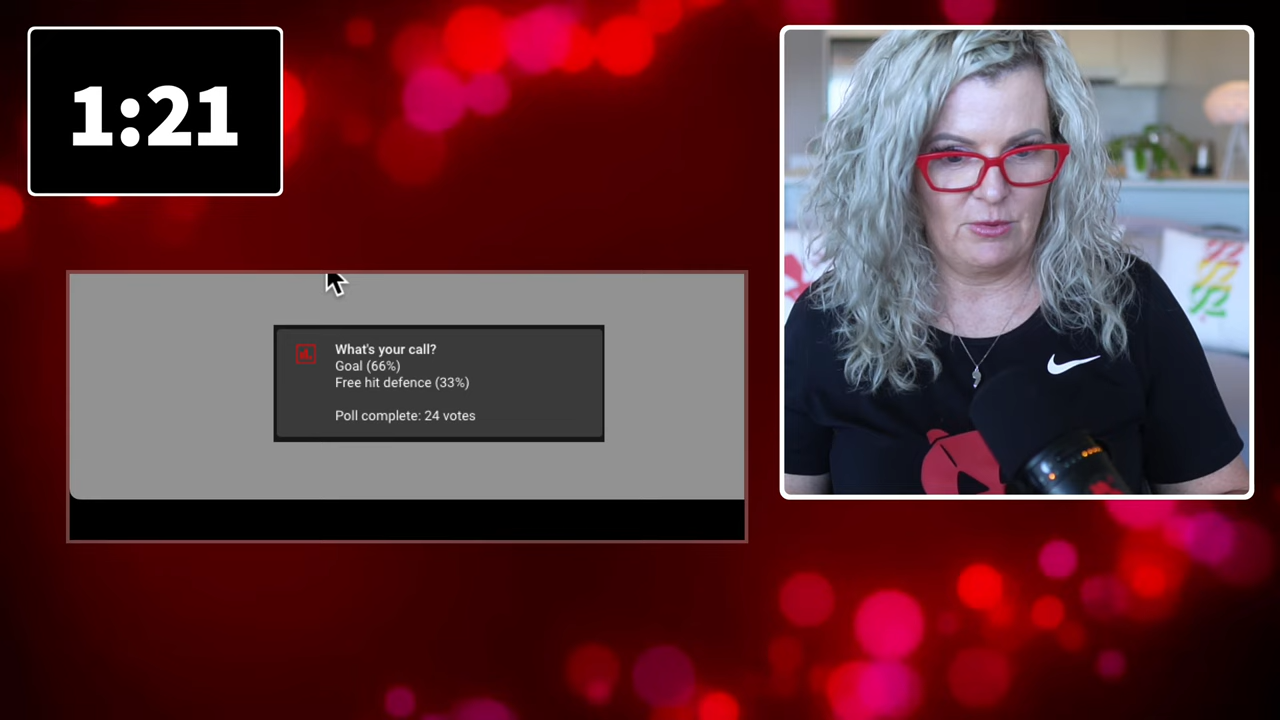 1:21
What's your call?
Goal (66%)
Free hit defence (33%)
Poll complete: 24 votes